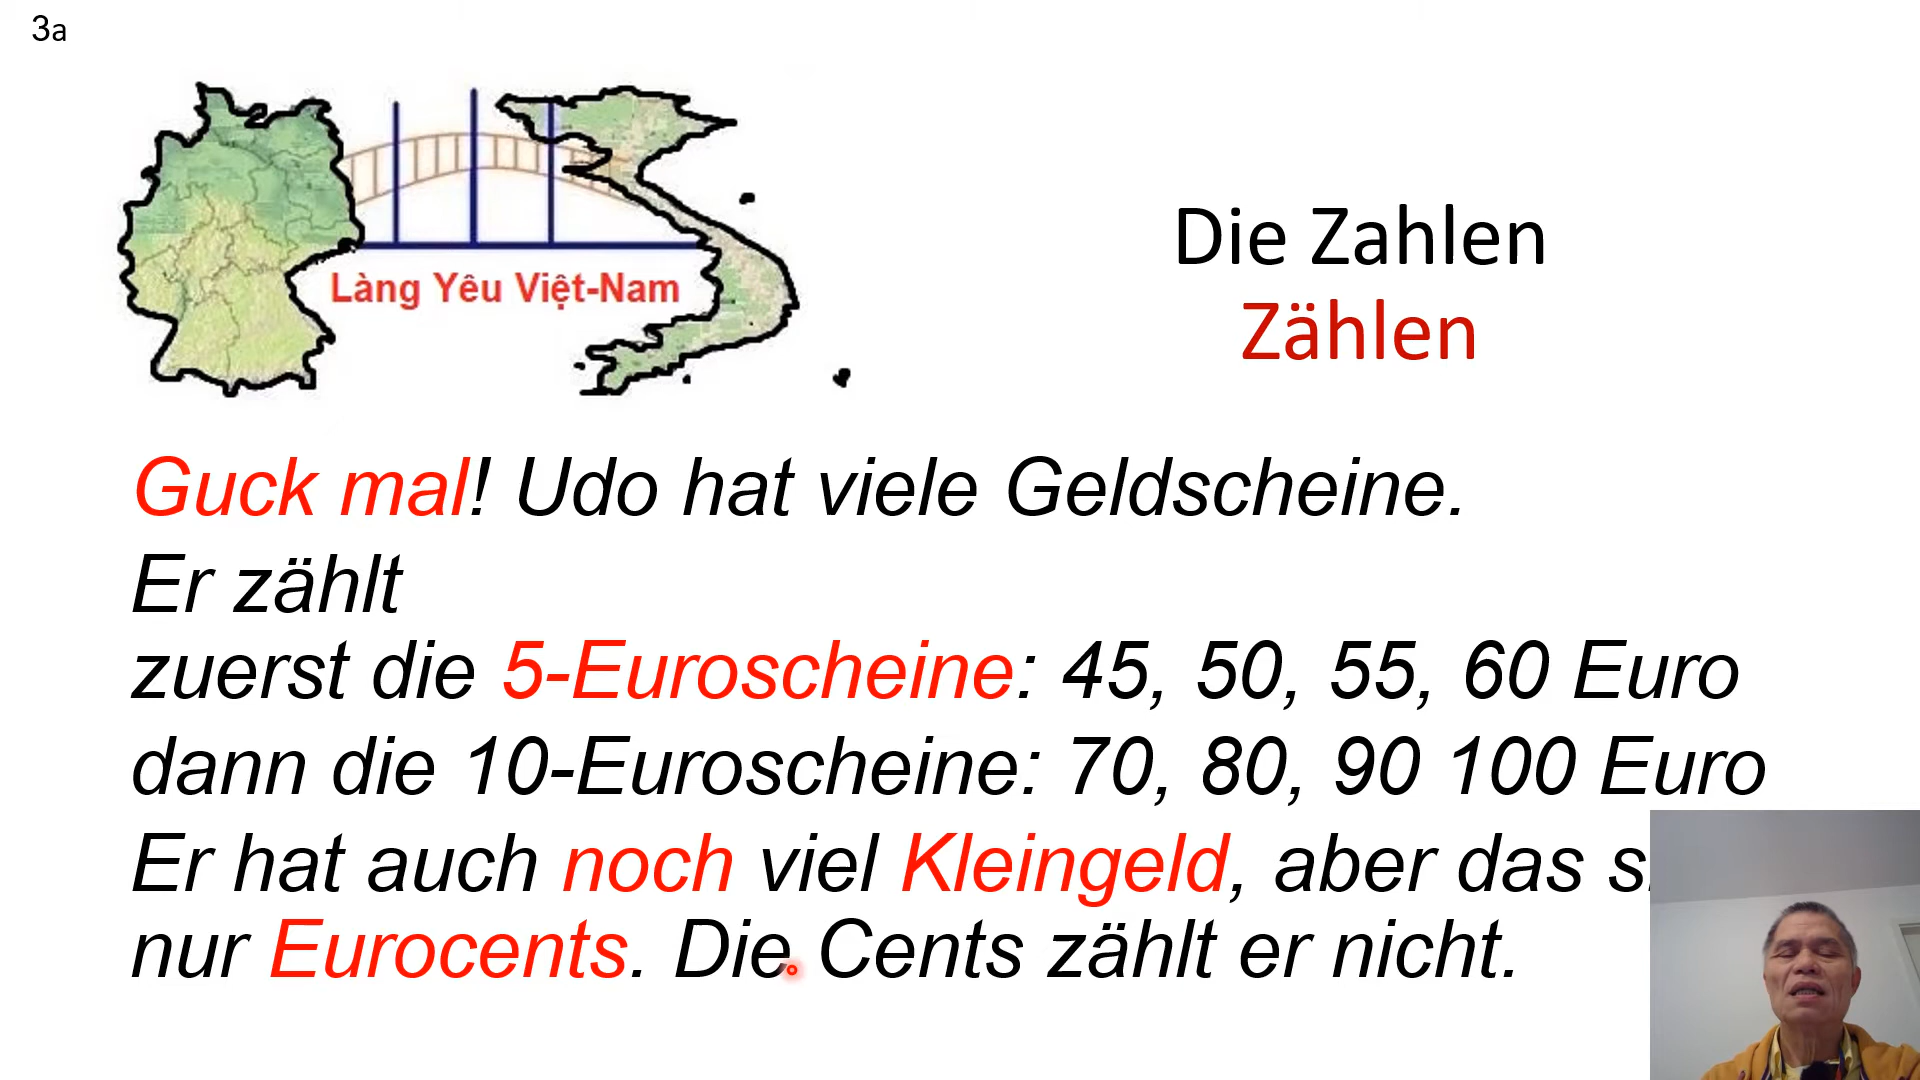 3a
Làng Yêu Việt-Nam
Die Zahlen
Zählen
Guck mal! Udo hat viele Geldscheine.
Er zählt
zuerst die 5-Euroscheine: 45, 50, 55, 60 Euro
dann die 10-Euroscheine: 70, 80, 90 100 Euro
Er hat auch noch viel Kleingeld, aber das
nur Eurocents. Die Cents zählt er nicht.